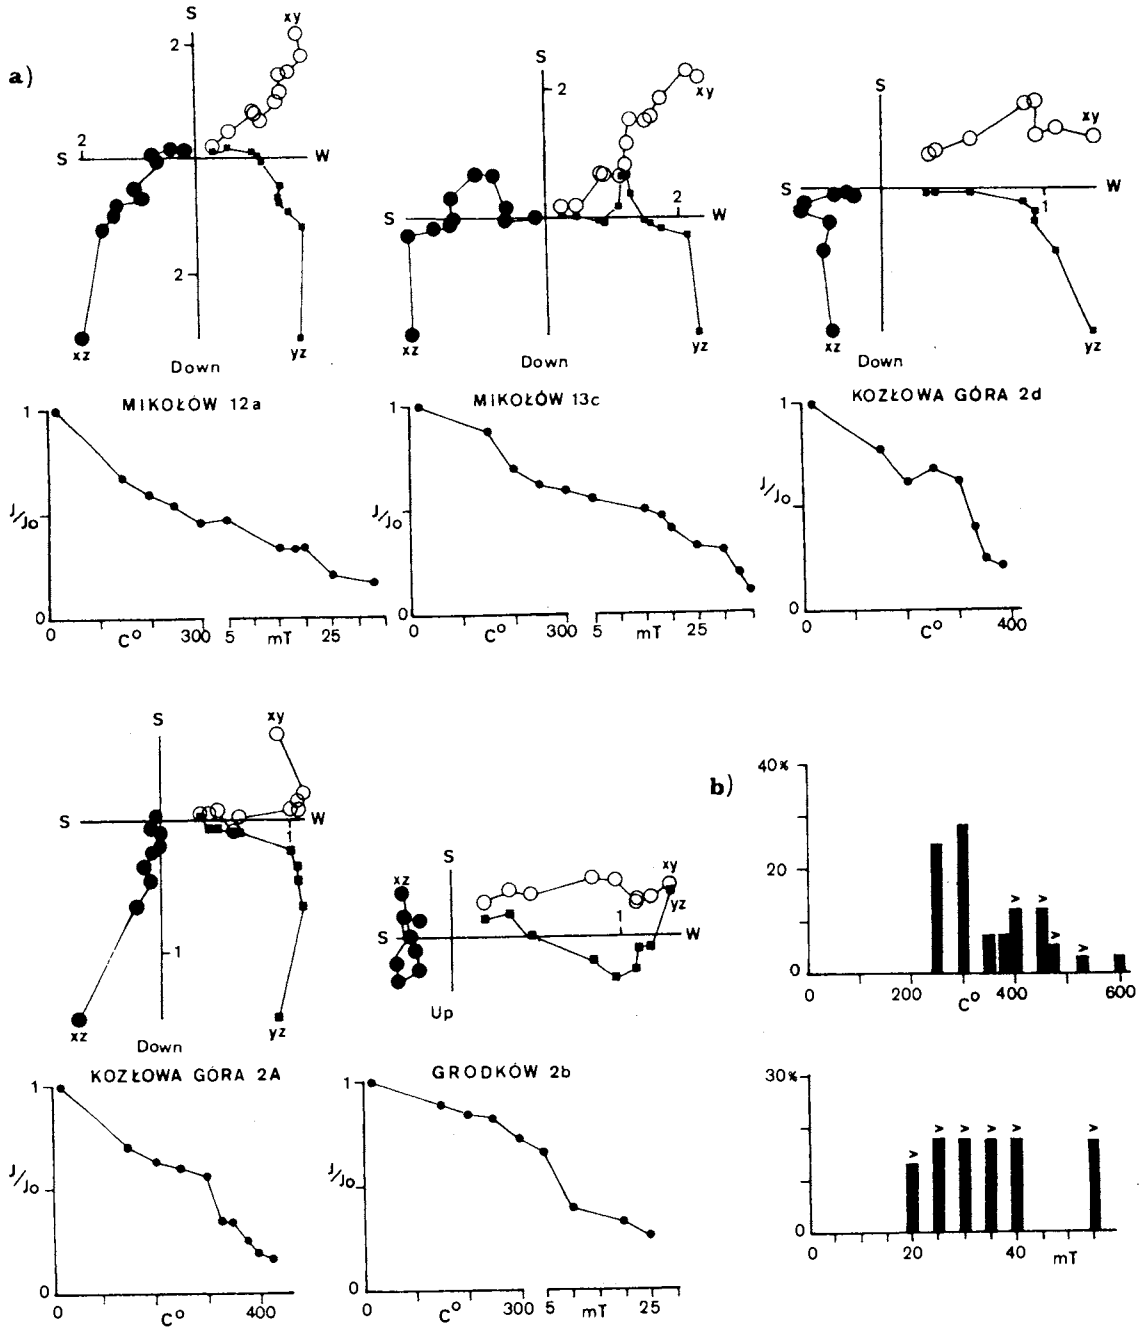 a)
S
xy
2
2
S
W
2
xz
Down
yz
S
2
xy
S
2
W
xz
Down
yz
S
xy
S
1
W
xz
Down
yz
MIKOŁÓW 12a
1
J/Jo
0
0
C°
300
5
mT
25
MIKOŁÓW 13c
1
J/Jo
0
0
C°
300
5
mT
25
KOZŁOWA GÓRA 2d
1
J/Jo
0
0
C°
400
S
xy
S
1
W
1
xz
Down
yz
S
xz
xy
yz
S
1
W
Up
KOZŁOWA GÓRA 2A
1
J/Jo
0
0
C°
400
GRODKÓW 2b
1
J/Jo
0
0
C°
300
5
mT
25
b)
40%
20
0
v v v v
0
200
C°
400
600
30%
0
v v v v v v
0
20
40
mT